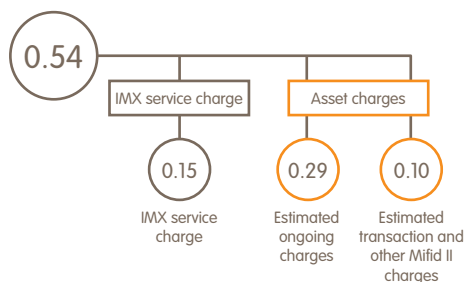 0.54
IMX service charge
Asset charges
0.15
0.29
0.10
IMX service
charge
Estimated
ongoing
charges
Estimated
transaction and
other Mifid II
charges